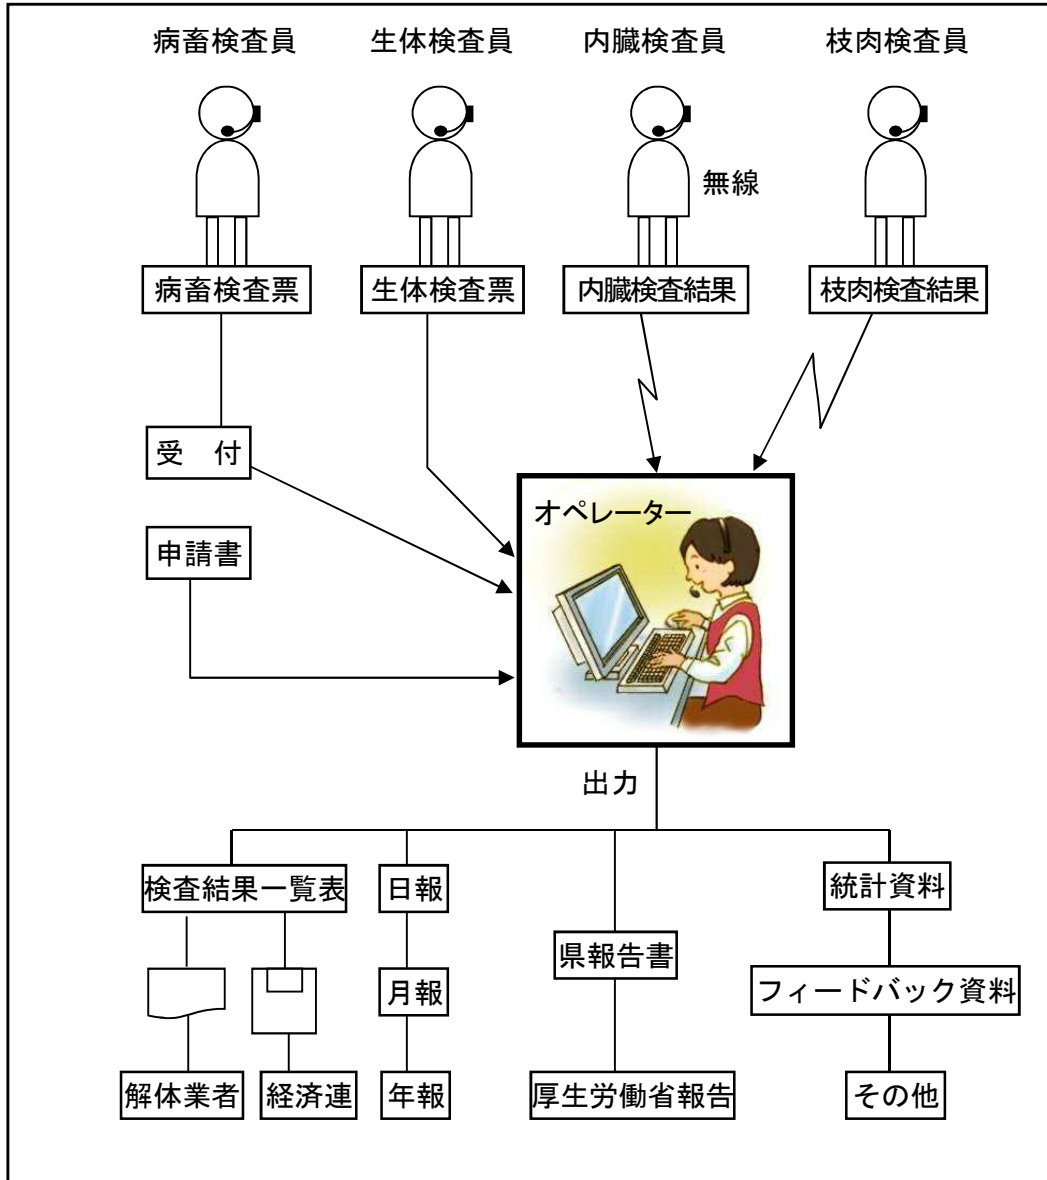 病畜検査員 生体検査員 内臓検査員 枝肉検査員
無線
病畜検査票 生体検査票 内臓検査結果 枝肉検査結果
受　付
オペレーター
申請書
出力
検査結果一覧表 日報 統計資料
県報告書
月報 フィードバック資料
解体業者 経済連 年報 厚生労働省報告 その他